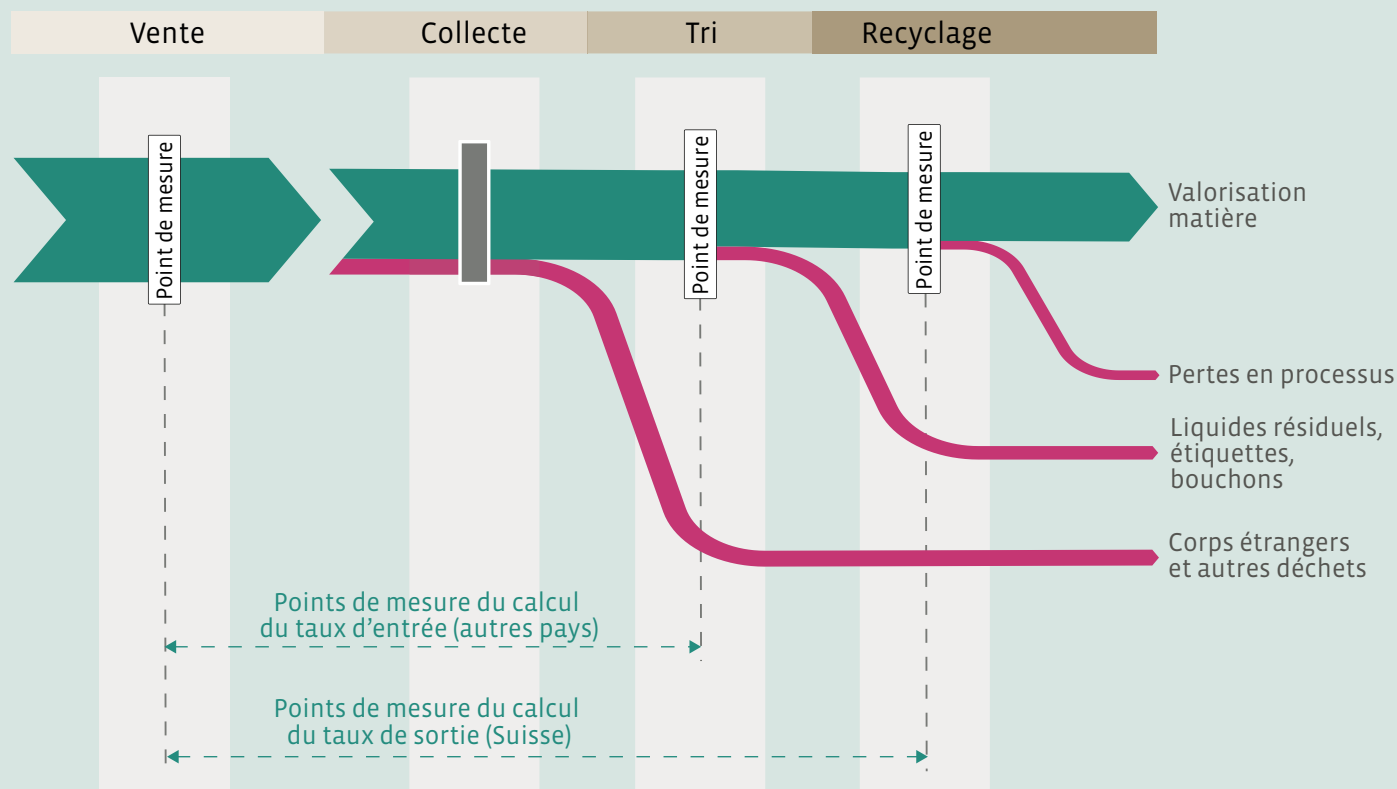 Vente
Collecte
Tri
Recyclage
Point de mesure
Point de mesure
Point de mesure
Valorisation
matière
Pertes en processus
Liquides résiduels,
étiquettes,
bouchons
Corps étrangers
et autres déchets
Points de mesure du calcul
du taux d’entrée (autres pays)
Points de mesure du calcul
du taux de sortie (Suisse)